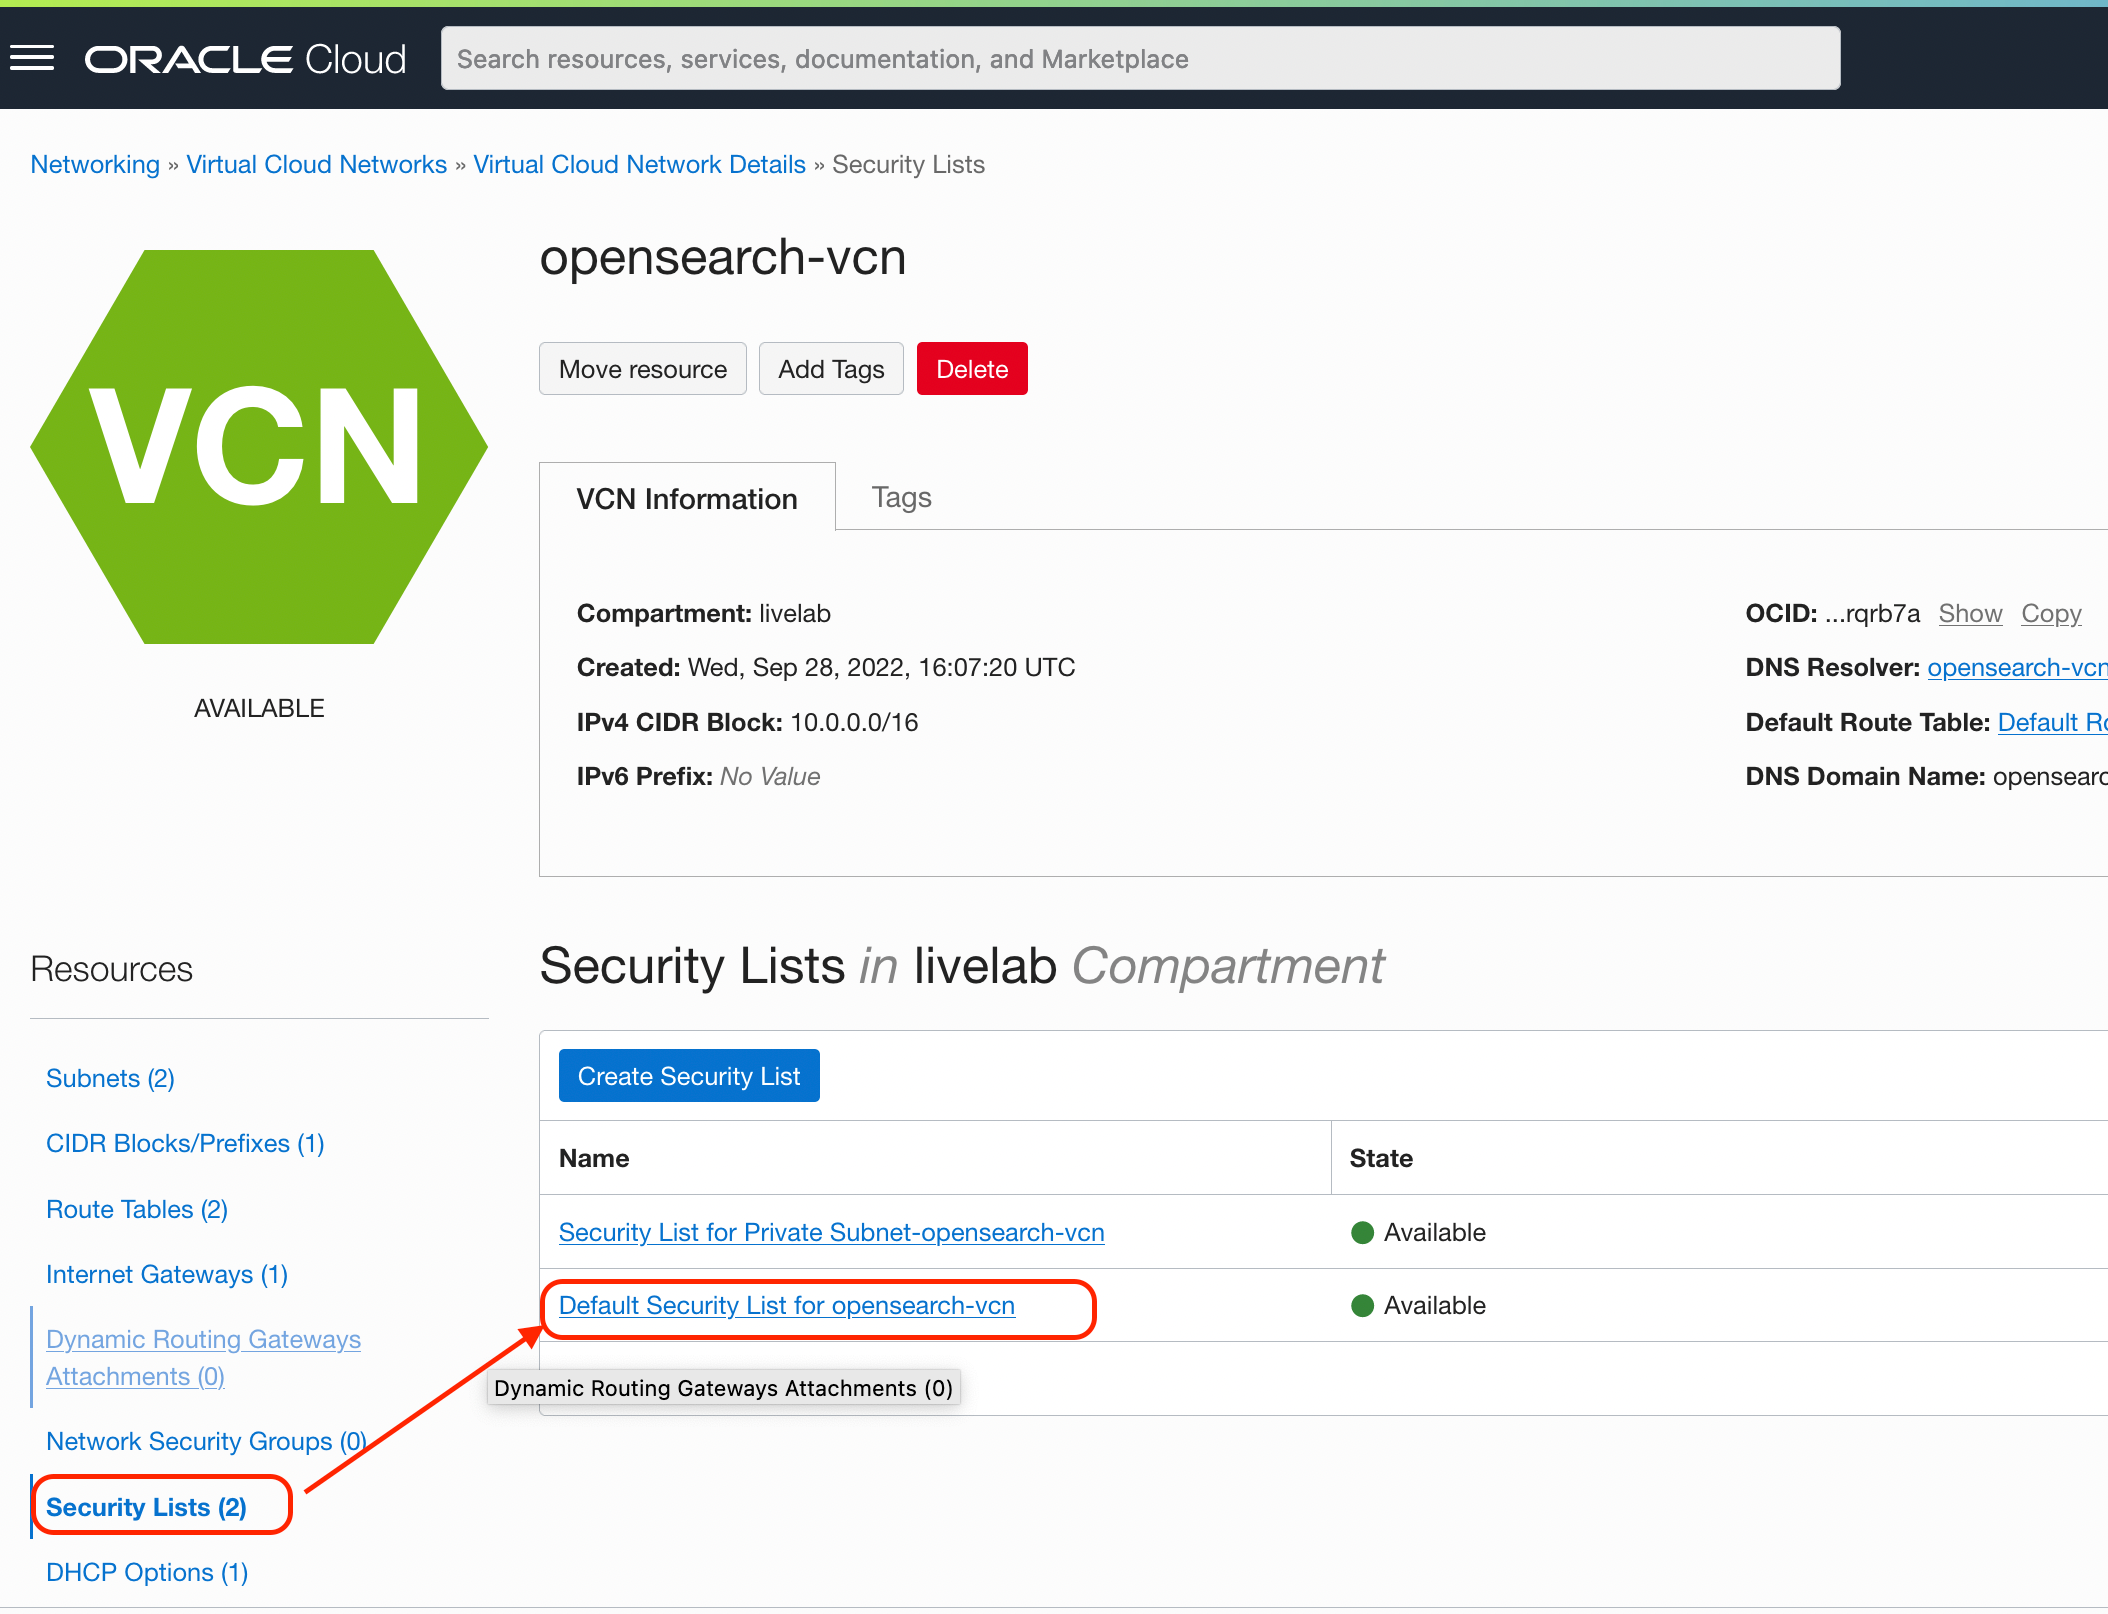 ORACLE Cloud
Search resources, services, documentation, and Marketplace
Networking » Virtual Cloud Networks » Virtual Cloud Network Details » Security Lists
VCN
AVAILABLE
opensearch-vcn
Move resource
Add Tags
Delete
VCN Information
Tags
Compartment: livelab
Created: Wed, Sep 28, 2022, 16:07:20 UTC
IPv4 CIDR Block: 10.0.0.0/16
IPv6 Prefix: No Value
OCID: ...rqrb7a Show Copy
DNS Resolver: opensearch-vcn
Default Route Table: Default
DNS Domain Name:
Resources
Subnets (2)
CIDR Blocks/Prefixes (1)
Route Tables (2)
Internet Gateways (1)
Dynamic Routing Gateways
Attachments (0)
Network Security Groups (0)
Security Lists (2)
DHCP Options (1)
Security Lists in livelab Compartment
Create Security List
Name State
Security List for Private Subnet-opensearch-vcn Available
Default Security List for opensearch-vcn Available
Dynamic Routing Gateways Attachments (0)